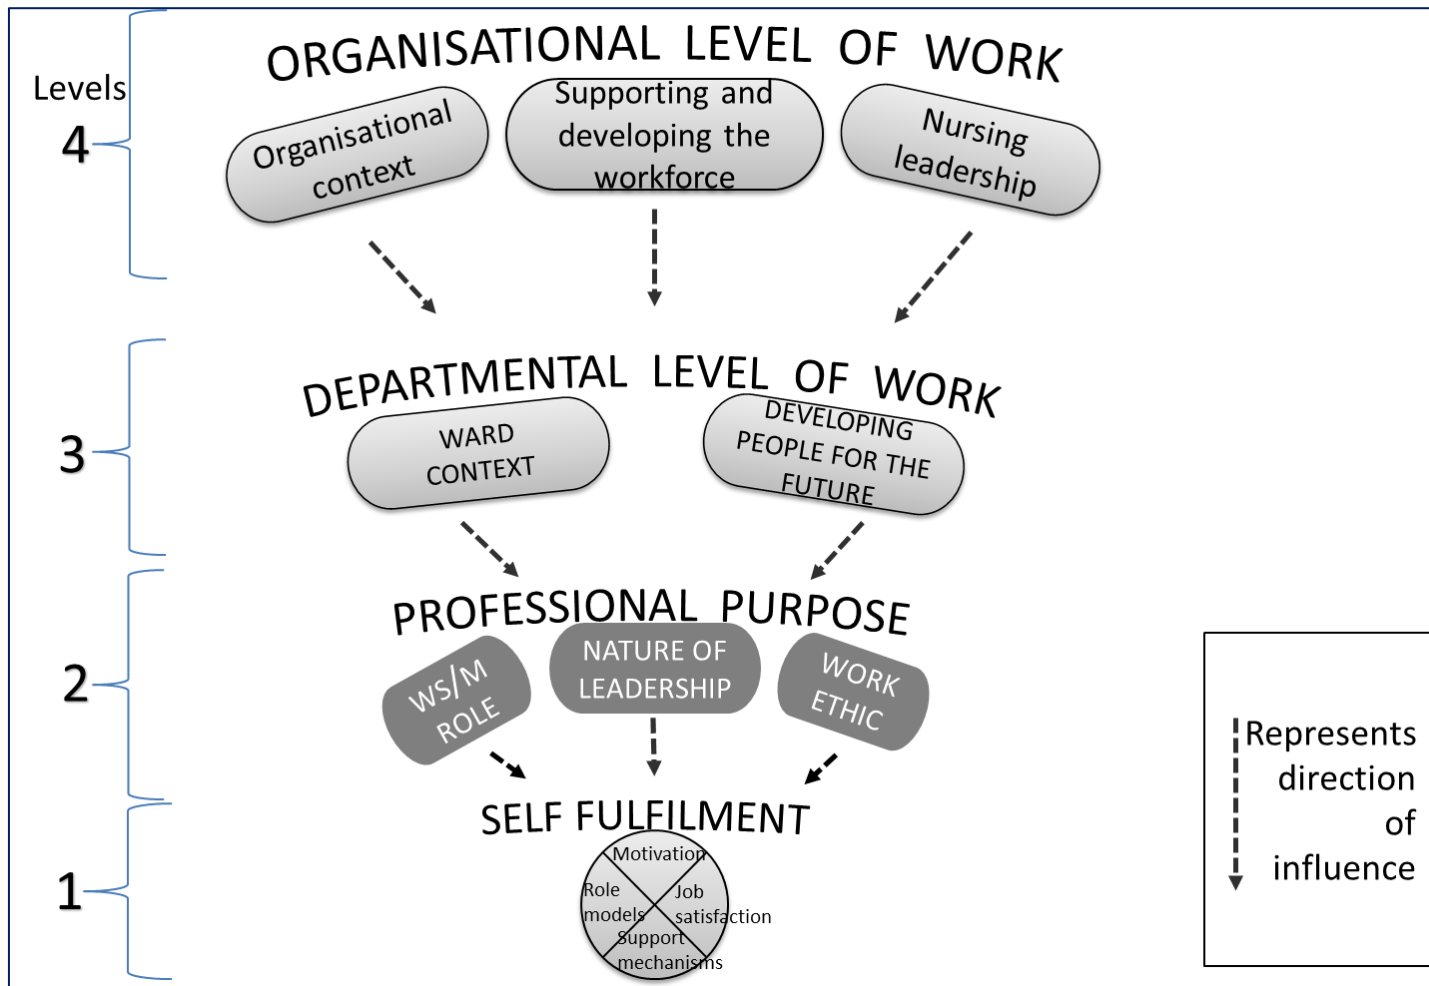 ORGANISATIONAL LEVEL OF WORK
Levels
4
Organisational
context
Supporting and
developing the
workforce
Nursing
leadership
DEPARTMENTAL LEVEL OF WORK
3
WARD
CONTEXT
DEVELOPING
PEOPLE FOR THE
FUTURE
PROFESSIONAL PURPOSE
2
WS/M
ROLE
NATURE OF
LEADERSHIP
WORK
ETHIC
SELF FULFILMENT
1
Motivation
Role
models
Job
satisfaction
Support
mechanisms
Represents
direction
of
influence